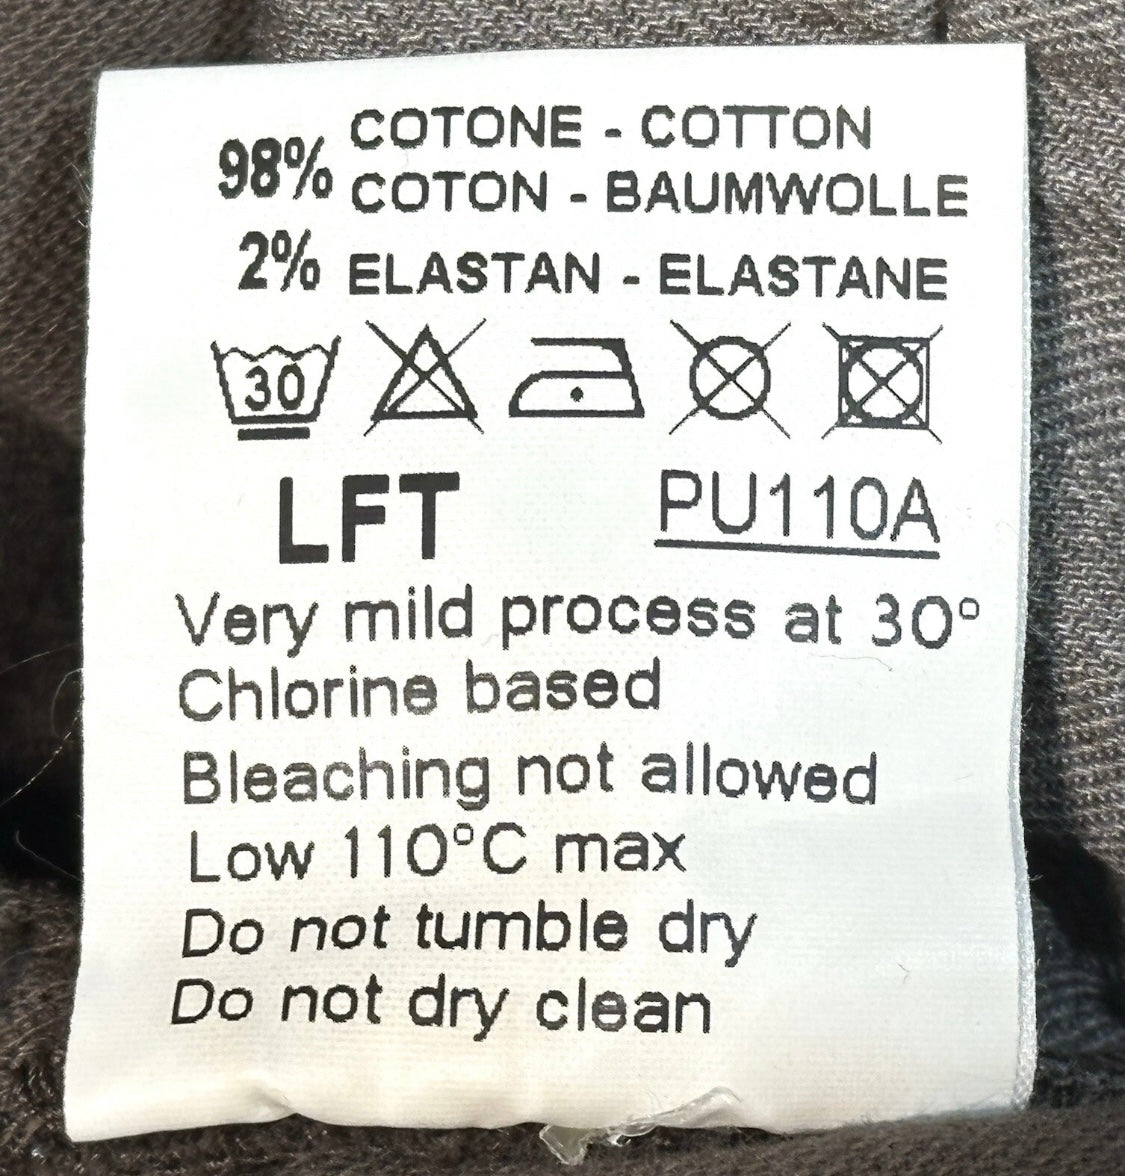 98% COTONE - COTTON
COTON - BAUMWOLLE
2% ELASTAN - ELASTANE
30
LFT PU110A
Very mild process at 30°
Chlorine based
Bleaching not allowed
Low 110°C max
Do not tumble dry
Do not dry clean